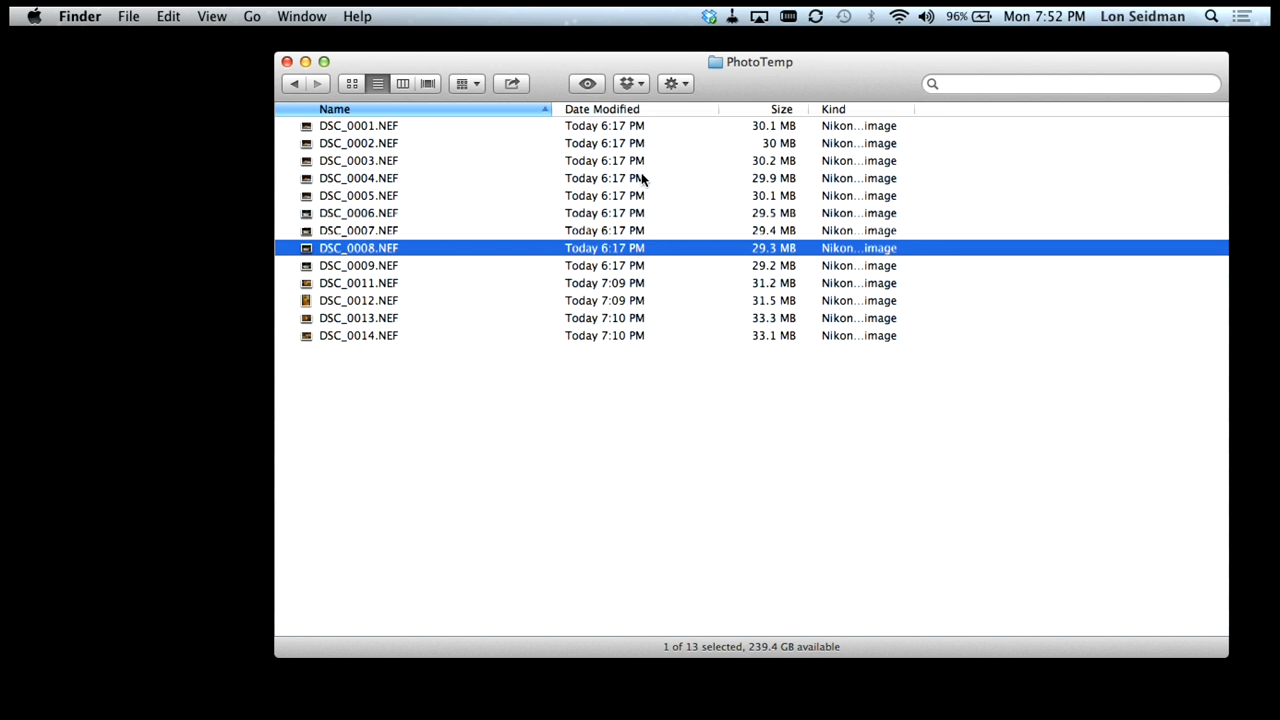 Finder File Edit View Go Window Help 96% Mon 7:52 PM Lon Seidman
PhotoTemp
Name Date Modified Size Kind
DSC_0001.NEF Today 6:17 PM 30.1 MB Nikon...image
DSC_0002.NEF Today 6:17 PM 30 MB Nikon...image
DSC_0003.NEF Today 6:17 PM 30.2 MB Nikon...image
DSC_0004.NEF Today 6:17 PM 29.9 MB Nikon...image
DSC_0005.NEF Today 6:17 PM 30.1 MB Nikon...image
DSC_0006.NEF Today 6:17 PM 29.5 MB Nikon...image
DSC_0007.NEF Today 6:17 PM 29.4 MB Nikon...image
DSC_0008.NEF Today 6:17 PM 29.3 MB Nikon...image
DSC_0009.NEF Today 6:17 PM 29.2 MB Nikon...image
DSC_0011.NEF Today 7:09 PM 31.2 MB Nikon...image
DSC_0012.NEF Today 7:09 PM 31.5 MB Nikon...image
DSC_0013.NEF Today 7:10 PM 33.3 MB Nikon...image
DSC_0014.NEF Today 7:10 PM 33.1 MB Nikon...image
1 of 13 selected, 239.4 GB available